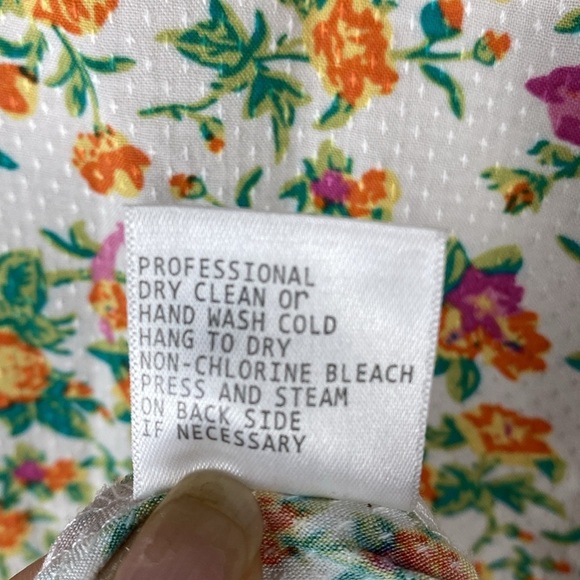 PROFESSIONAL
DRY CLEAN or
HAND WASH COLD
HANG TO DRY
NON-CHLORINE BLEACH
PRESS AND STEAM
ON BACK SIDE
IF NECESSARY